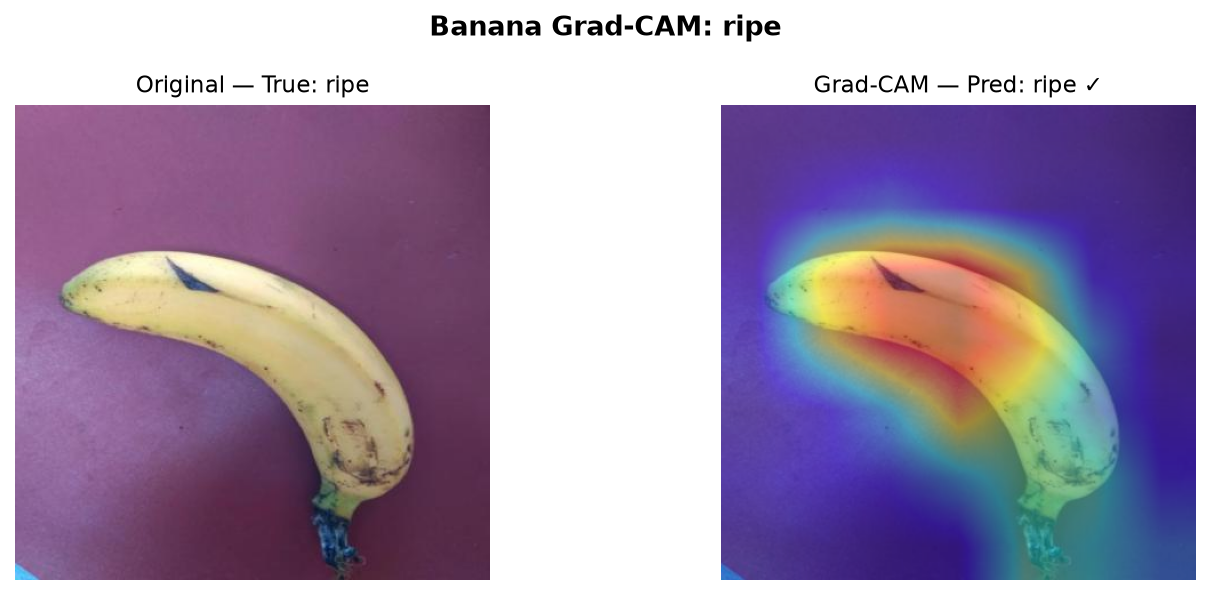 Banana Grad-CAM: ripe
Original — True: ripe
Grad-CAM — Pred: ripe ✓